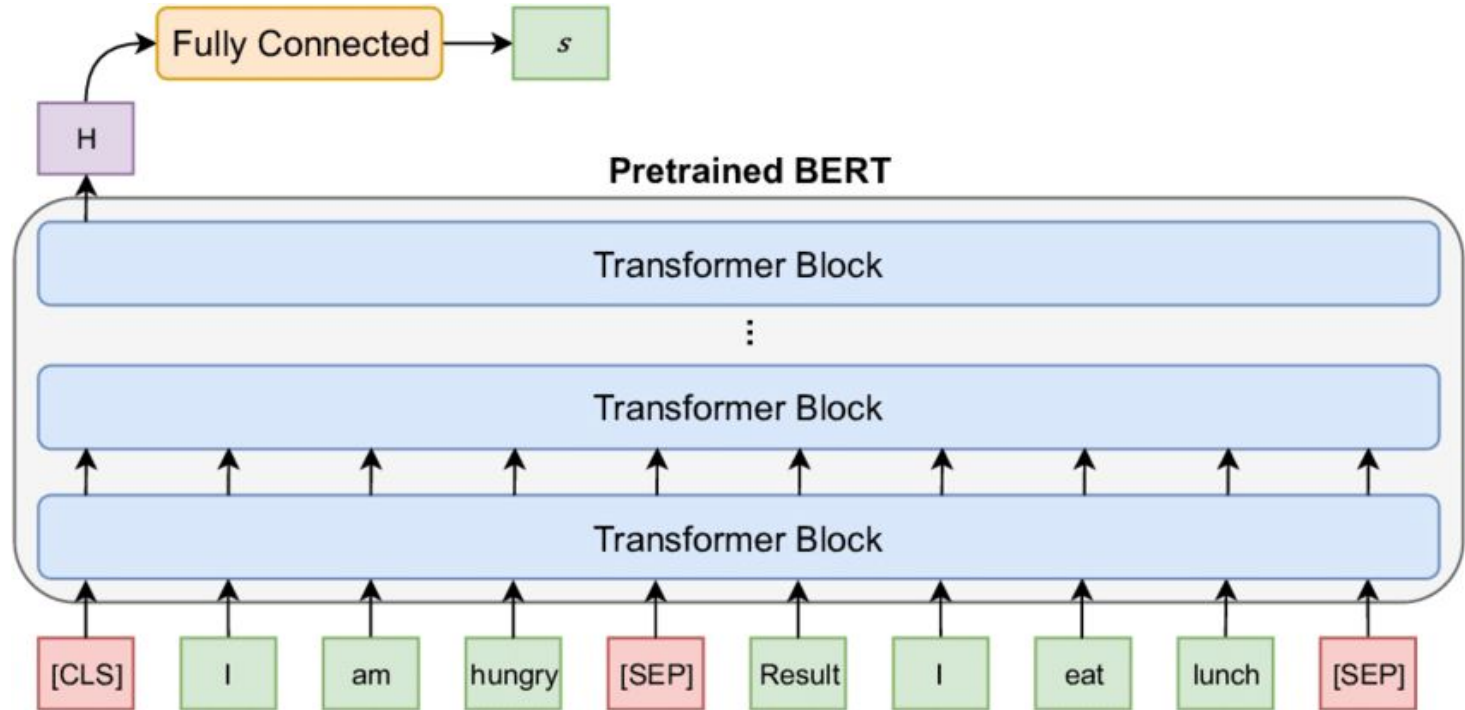 Fully Connected s
H
Pretrained BERT
Transformer Block
...
Transformer Block
Transformer Block
[CLS] I am hungry [SEP] Result I eat lunch [SEP]